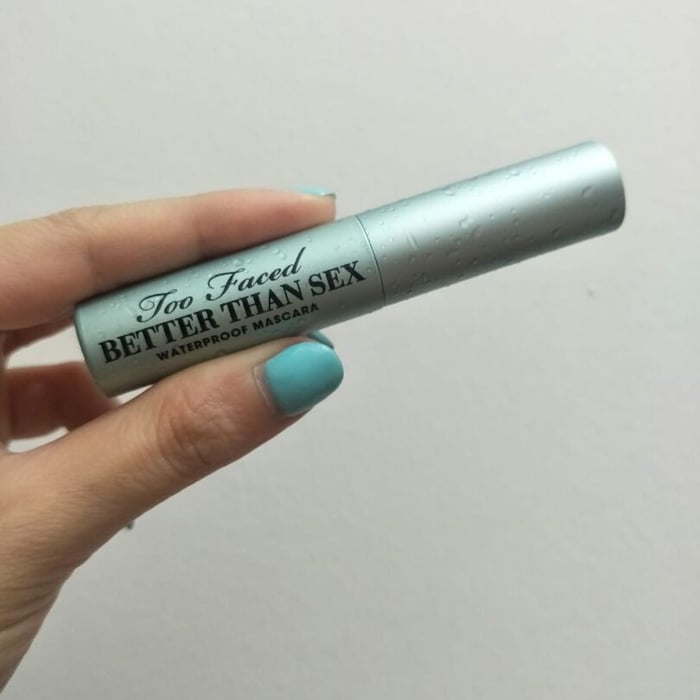 Too Faced
BETTER THAN SEX
WATERPROOF MASCARA